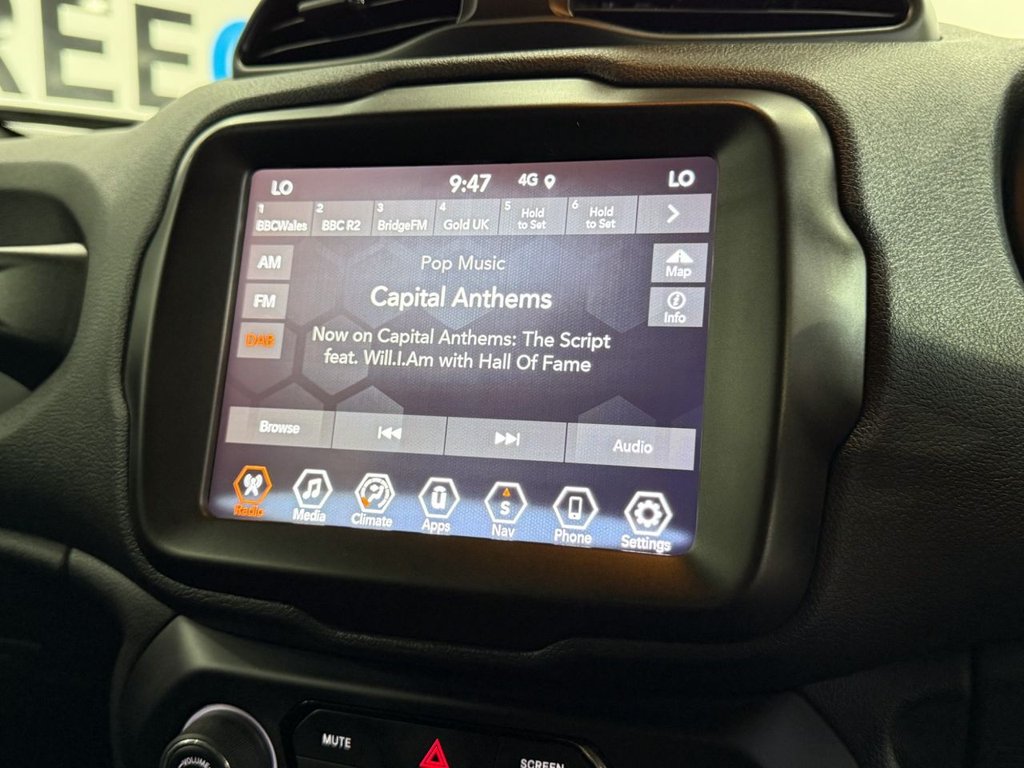 REE
LO 9:47 4G LO
1 BBCWales 2 BBC R2 3 BridgeFM 4 Gold UK 5 Hold to Set 6 Hold to Set
AM
Pop Music
Map
FM
Capital Anthems
Info
DAB
Now on Capital Anthems: The Script
feat. Will.I.Am with Hall Of Fame
Browse Audio
Radio Media Climate Apps Nav Phone Settings
U S
VOLUME MUTE SCREEN